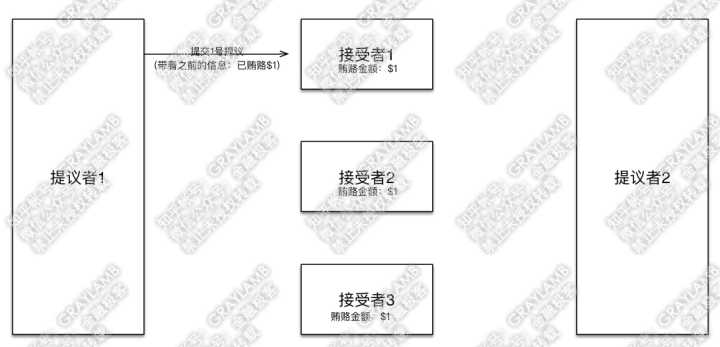 提交1号提议
(带着之前的信息：已贿赂$1)
接受者1
贿赂金额：$1
提议者1
接受者2
贿赂金额：$1
提议者2
接受者3
贿赂金额：$1
GRAYLAMB